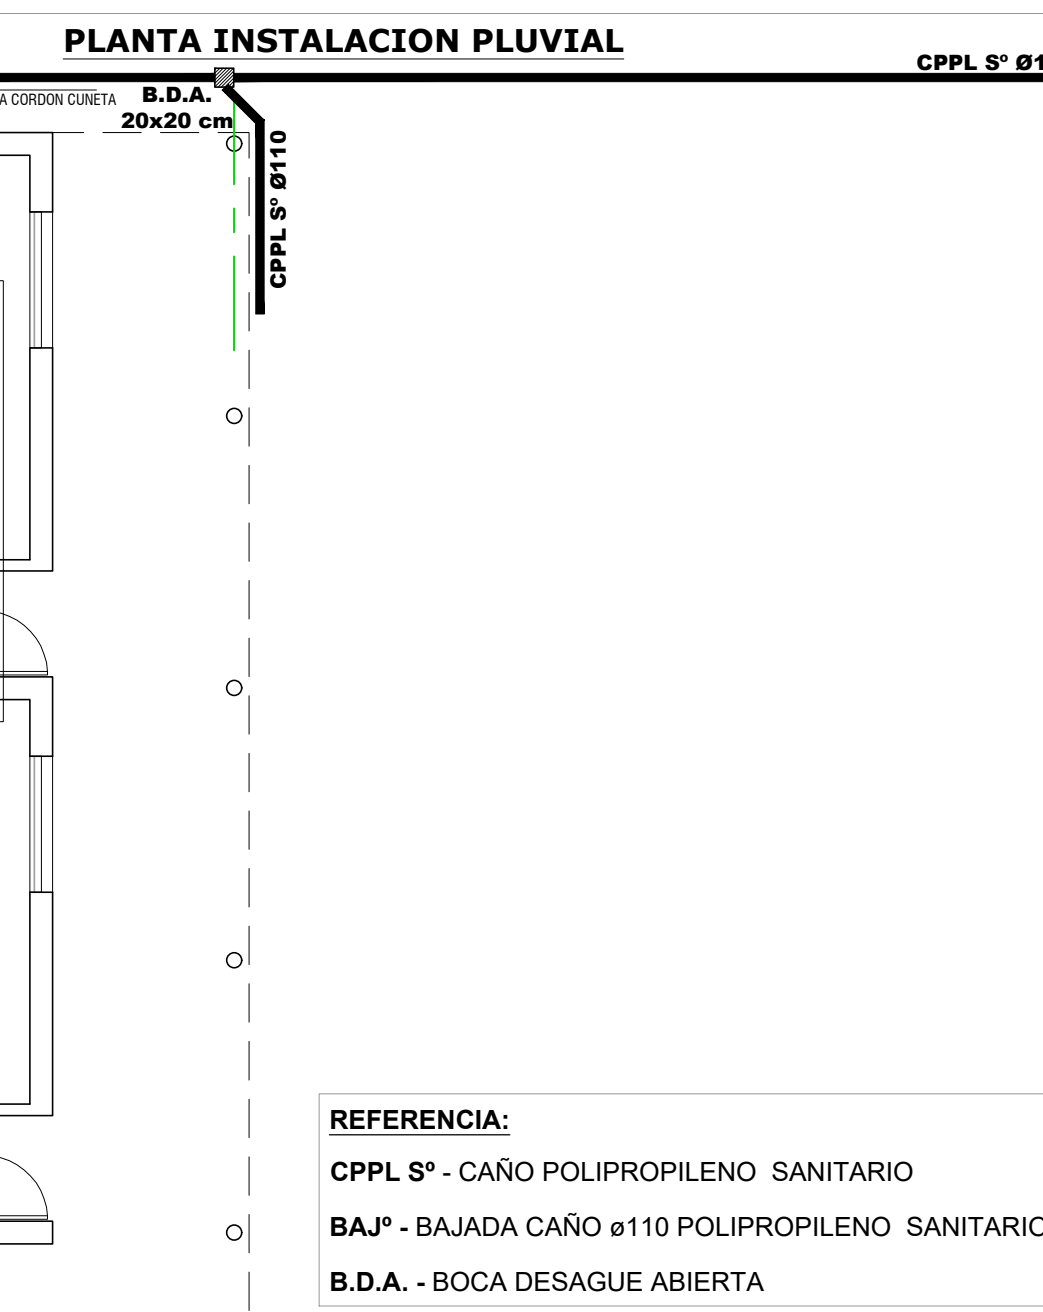 PLANTA INSTALACION PLUVIAL
CPPL Sº Ø1
A CORDON CUNETA
B.D.A.
20x20 cm
CPPL Sº Ø110
REFERENCIA:
CPPL Sº - CAÑO POLIPROPILENO SANITARIO
BAJº - BAJADA CAÑO ø110 POLIPROPILENO SANITARIO
B.D.A. - BOCA DESAGUE ABIERTA